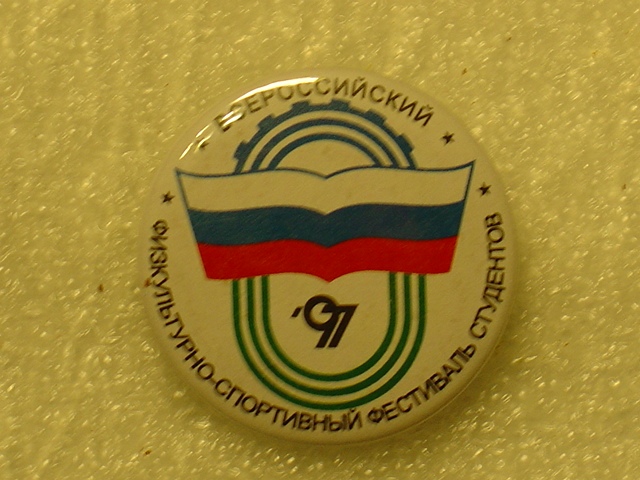 ВСЕРОССИЙСКИЙ
ФИЗКУЛЬТУРНО-СПОРТИВНЫЙ ФЕСТИВАЛЬ СТУДЕНТОВ
'97